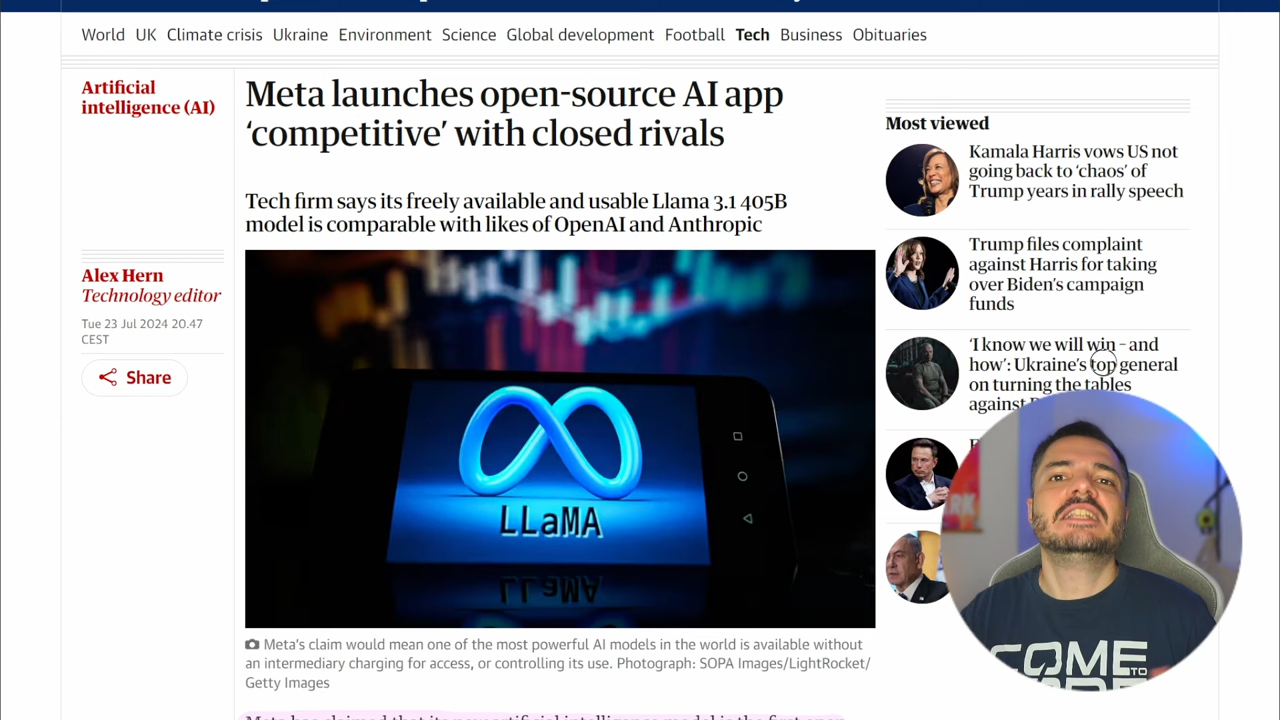 World UK Climate crisis Ukraine Environment Science Global development Football Tech Business Obituaries
Artificial
intelligence (AI)
Meta launches open-source AI app
‘competitive’ with closed rivals
Tech firm says its freely available and usable Llama 3.1 405B
model is comparable with likes of OpenAI and Anthropic
Alex Hern
Technology editor
Tue 23 Jul 2024 20.47
CEST
Share
LLaMA
Meta’s claim would mean one of the most powerful AI models in the world is available without
an intermediary charging for access, or controlling its use. Photograph: SOPA Images/LightRocket/
Getty Images
Most viewed
Kamala Harris vows US not
going back to ‘chaos’ of
Trump years in rally speech
Trump files complaint
against Harris for taking
over Biden’s campaign
funds
‘I know we will win – and
how’: Ukraine’s top general
on turning the tables
against
COME
TO